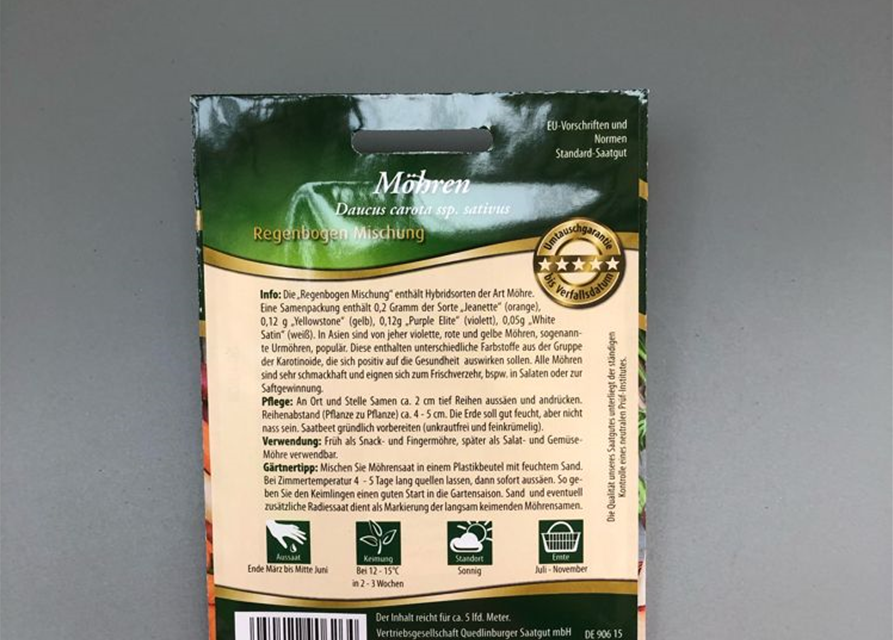 EU-Vorschriften und
Normen
Standard-Saatgut
Möhren
Daucus carota ssp. sativus
Regenbogen Mischung
Umtauschgarantie
bis Verfallsdatum
Info: Die „Regenbogen Mischung" enthält Hybridsorten der Art Möhre.
Eine Samenpackung enthält 0,2 Gramm der Sorte „Jeanette" (orange),
0,12 g „Yellowstone" (gelb), 0,12g „Purple Elite" (violett), 0,05g „White
Satin" (weiß). In Asien sind von jeher violette, rote und gelbe Möhren, sogenann-
te Urmöhren, populär. Diese enthalten unterschiedliche Farbstoffe aus der Gruppe
der Karotinoide, die sich positiv auf die Gesundheit auswirken sollen. Alle Möhren
sind sehr schmackhaft und eignen sich zum Frischverzehr, bspw. in Salaten oder zur
Saftgewinnung.
Pflege: An Ort und Stelle Samen ca. 2 cm tief Reihen aussäen und andrücken.
Reihenabstand (Pflanze zu Pflanze) ca. 4 - 5 cm. Die Erde soll gut feucht, aber nicht
nass sein. Saatbeet gründlich vorbereiten (unkrautfrei und feinkrümelig).
Verwendung: Früh als Snack- und Fingermöhre, später als Salat- und Gemüse-
Möhre verwendbar.
Gärtnertipp: Mischen Sie Möhrensaat in einem Plastikbeutel mit feuchtem Sand.
Bei Zimmertemperatur 4 - 5 Tage lang quellen lassen, dann sofort aussäen. So ge-
ben Sie den Keimlingen einen guten Start in die Gartensaison. Sand und eventuell
zusätzliche Radiessaat dient als Markierung der langsam keimenden Möhrensamen.
Die Qualität unseres Saatgutes unterliegt der ständigen
Kontrolle eines neutralen Prüf-Institutes.
Aussaat
Ende März bis Mitte Juni
Keimung
Bei 12 - 15°C
in 2 - 3 Wochen
Standort
Sonnig
Ernte
Juli - November
Der Inhalt reicht für ca. 5 lfd. Meter.
Vertriebsgesellschaft Quedlinburger Saatgut mbH DE 906 15